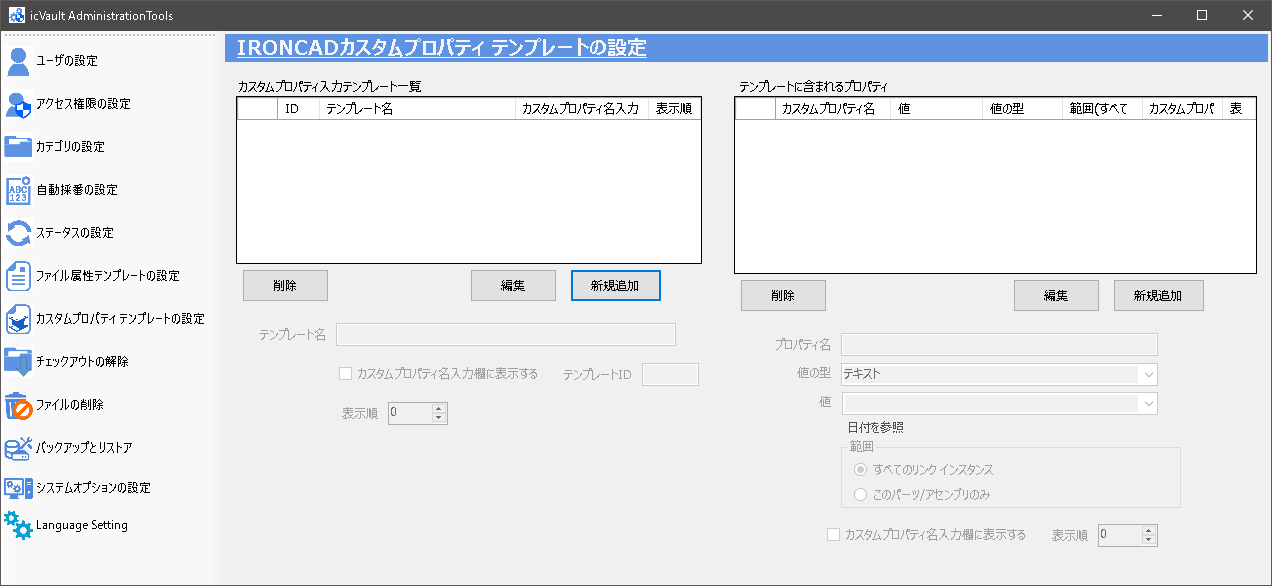 icVault AdministrationTools
ユーザの設定
アクセス権限の設定
カテゴリの設定
自動採番の設定
ABC
123
ステータスの設定
ファイル属性テンプレートの設定
カスタムプロパティテンプレートの設定
チェックアウトの解除
ファイルの削除
バックアップとリストア
システムオプションの設定
Language Setting
IRONCADカスタムプロパティ テンプレートの設定
カスタムプロパティ入力テンプレート一覧
ID テンプレート名 カスタムプロパティ名入力 表示順
削除 編集 新規追加
テンプレート名
カスタムプロパティ名入力欄に表示する テンプレートID
表示順 0
テンプレートに含まれるプロパティ
カスタムプロパティ名 値 値の型 範囲(すべて カスタムプロパ 表
削除 編集 新規追加
プロパティ名
値の型 テキスト
値
日付を参照
範囲
すべてのリンク インスタンス
このパーツ/アセンブリのみ
カスタムプロパティ名入力欄に表示する 表示順 0